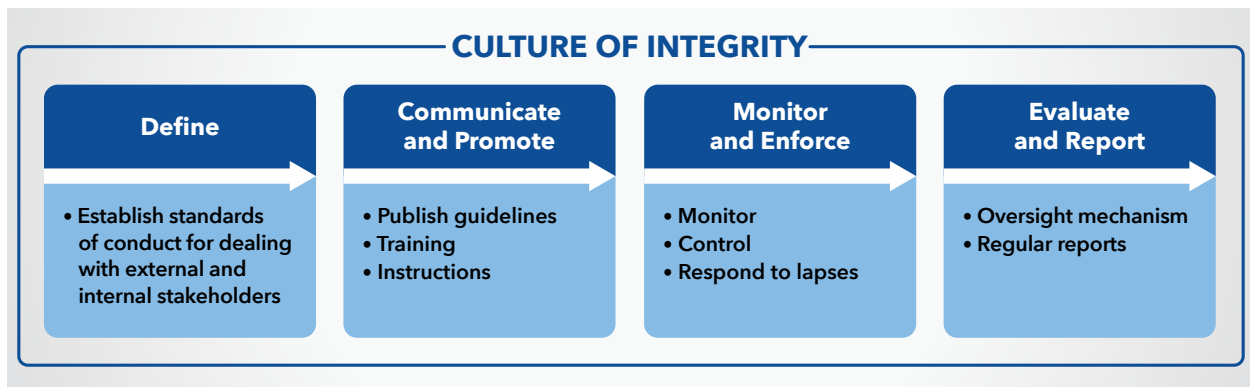 CULTURE OF INTEGRITY
Define
• Establish standards
of conduct for dealing
with external and
internal stakeholders
Communicate
and Promote
• Publish guidelines
• Training
• Instructions
Monitor
and Enforce
• Monitor
• Control
• Respond to lapses
Evaluate
and Report
• Oversight mechanism
• Regular reports